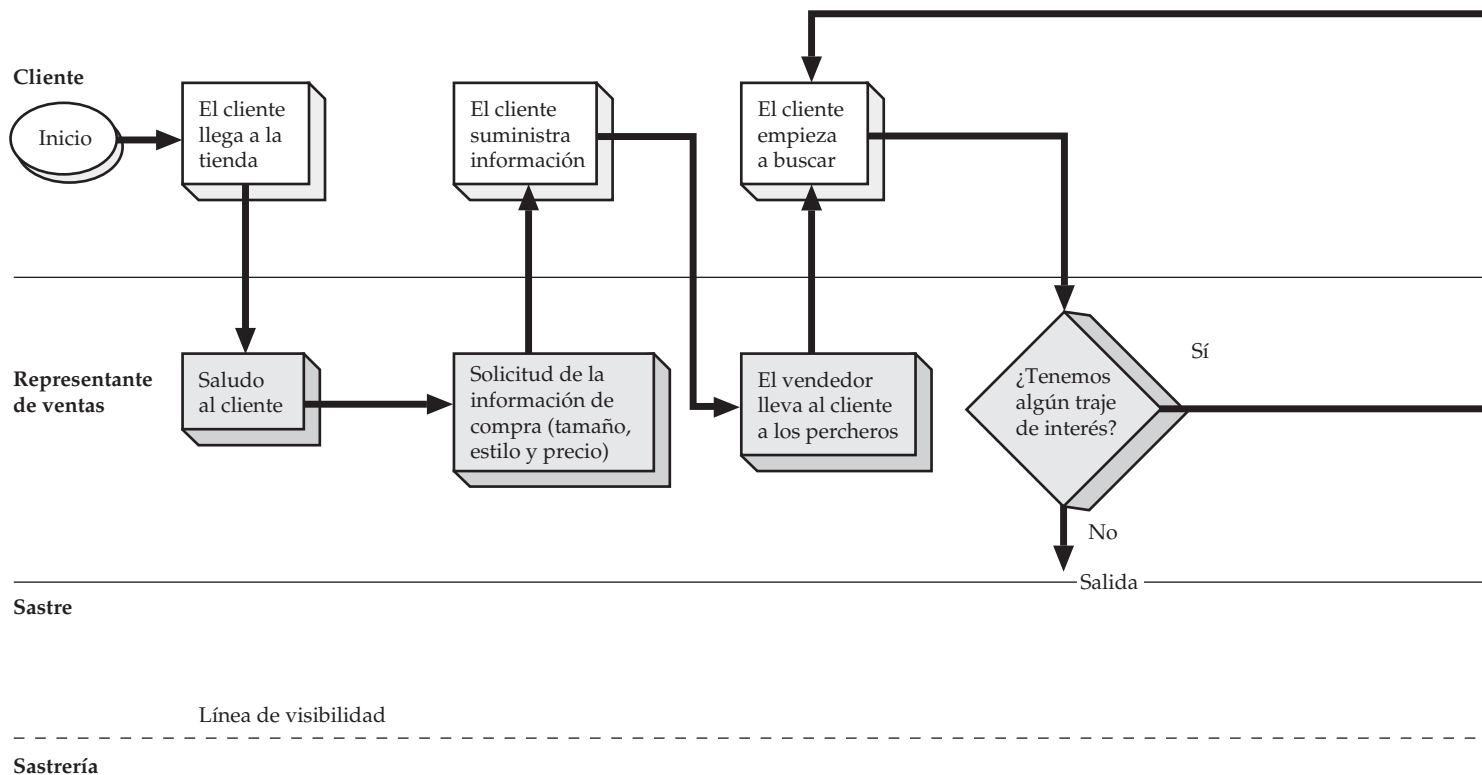 Cliente
Inicio
El cliente
llega a la
tienda
El cliente
suministra
información
El cliente
empieza
a buscar
Representante
de ventas
Saludo
al cliente
Solicitud de la
información de
compra (tamaño,
estilo y precio)
El vendedor
lleva al cliente
a los percheros
¿Tenemos
algún traje
de interés?
Sí
No
Salida
Sastre
Línea de visibilidad
Sastrería